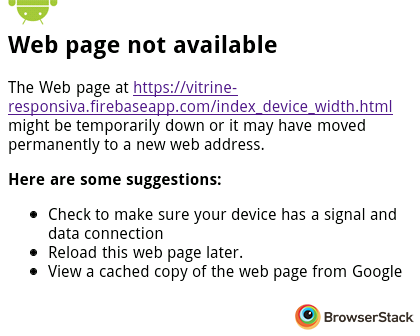 Web page not available
The Web page at https://vitrine-
responsiva.firebaseapp.com/index_device_width.html
might be temporarily down or it may have moved
permanently to a new web address.
Here are some suggestions:
Check to make sure your device has a signal and
data connection
Reload this web page later.
View a cached copy of the web page from Google
BrowserStack